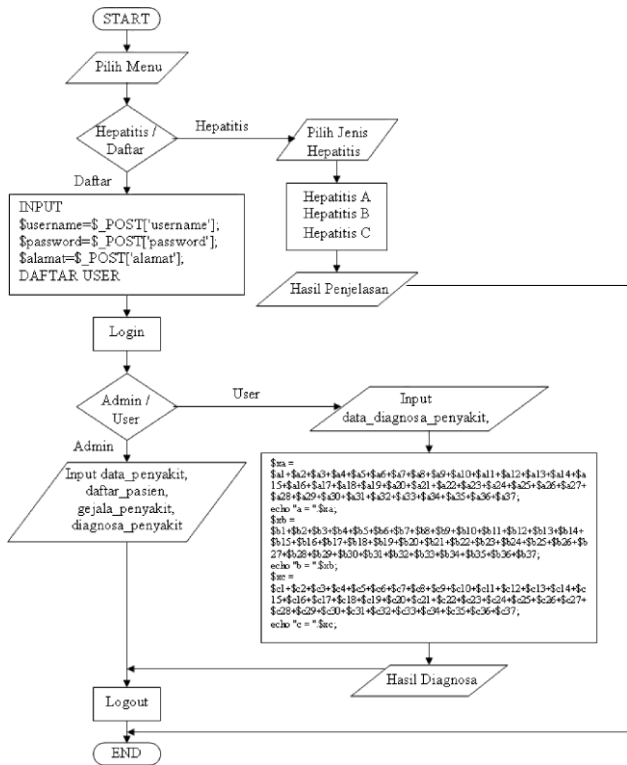 START
Pilih Menu
Hepatitis /
Daftar
Hepatitis
Pilih Jenis
Hepatitis
Daftar
INPUT
$username=$_POST['username'];
$password=$_POST['password'];
$alamat=$_POST['alamat'];
DAFTAR USER
Hepatitis A
Hepatitis B
Hepatitis C
Hasil Penjelasan
Login
Admin /
User
User
Input
data_diagnosa_penyakit,
Admin
Input data_penyakit,
daftar_pasien,
gejala_penyakit
diagnosa_penyakit
$xa =
$a1+$a2+$a3+$a4+$a5+$a6+$a7+$a8+$a9+$a10+$a11+$a12+$a13+$a14+$a
15+$a16+$a17+$a18+$a19+$a20+$a21+$a22+$a23+$a24+$a25+$a26+$a27+
$a28+$a29+$a30+$a31+$a32+$a33+$a34+$a35+$a36+$a37;
echo "a = ".$xa;
$xb =
$b1+$b2+$b3+$b4+$b5+$b6+$b7+$b8+$b9+$b10+$b11+$b12+$b13+$b14+
$b15+$b16+$b17+$b18+$b19+$b20+$b21+$b22+$b23+$b24+$b25+$b26+$b
27+$b28+$b29+$b30+$b31+$b32+$b33+$b34+$b35+$b36+$b37;
echo "b = ".$xb;
$xc =
$c1+$c2+$c3+$c4+$c5+$c6+$c7+$c8+$c9+$c10+$c11+$c12+$c13+$c14+$c
15+$c16+$c17+$c18+$c19+$c20+$c21+$c22+$c23+$c24+$c25+$c26+$c27+
$c28+$c29+$c30+$c31+$c32+$c33+$c34+$c35+$c36+$c37;
echo "c = ".$xc;
Hasil Diagnosa
Logout
END